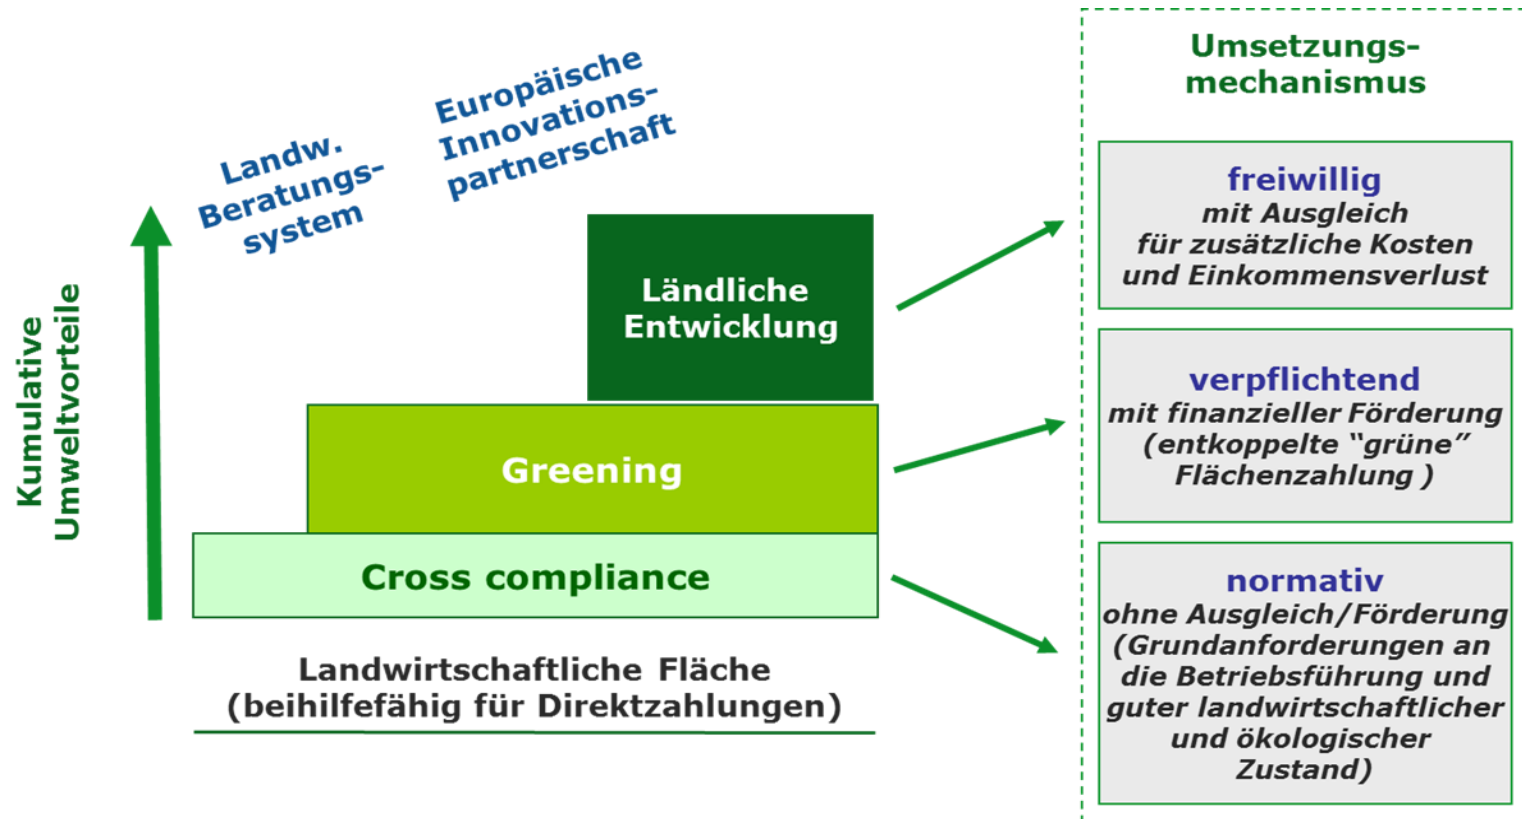 Landw.
Beratungs-
system
Europäische
Innovations-
partnerschaft
Kumulative
Umweltvorteile
Ländliche
Entwicklung
Greening
Cross compliance
Landwirtschaftliche Fläche
(beihilfefähig für Direktzahlungen)
Umsetzungs-
mechanismus
freiwillig
mit Ausgleich
für zusätzliche Kosten
und Einkommensverlust
verpflichtend
mit finanzieller Förderung
(entkoppelte “grüne”
Flächenzahlung )
normativ
ohne Ausgleich/Förderung
(Grundanforderungen an
die Betriebsführung und
guter landwirtschaftlicher
und ökologischer
Zustand)